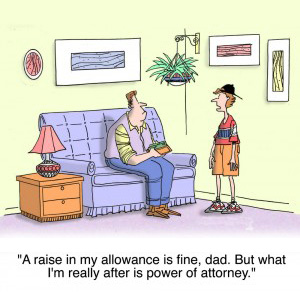 "A raise in my allowance is fine, dad. But what
I'm really after is power of attorney."